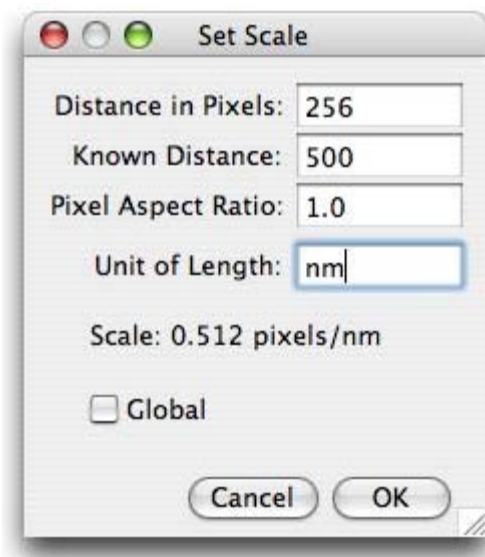 Set Scale
Distance in Pixels: 256
Known Distance: 500
Pixel Aspect Ratio: 1.0
Unit of Length: nm
Scale: 0.512 pixels/nm
Global
Cancel OK